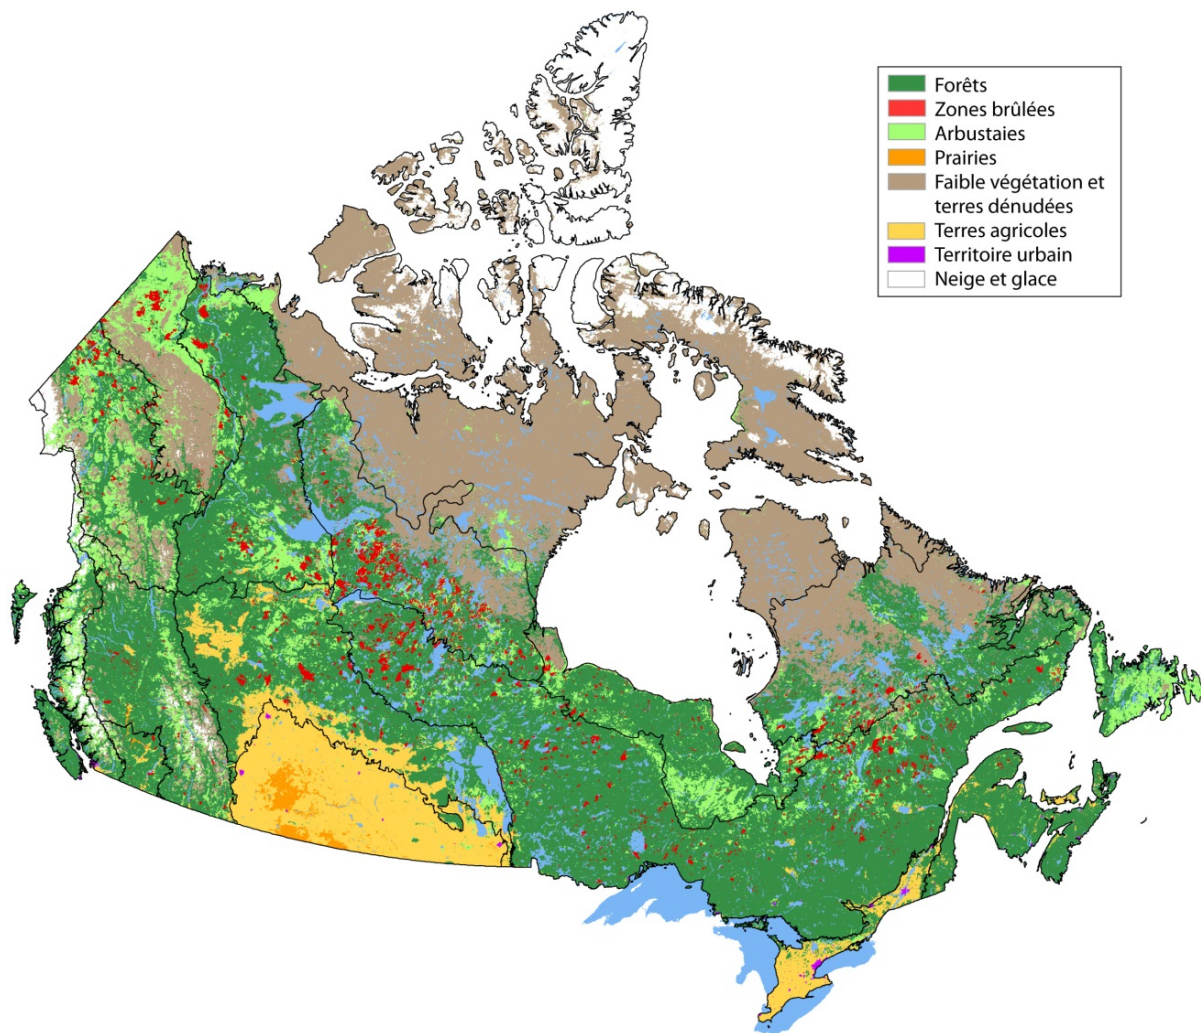 Forêts
Zones brûlées
Arbustaies
Prairies
Faible végétation et
terres dénudées
Terres agricoles
Territoire urbain
Neige et glace